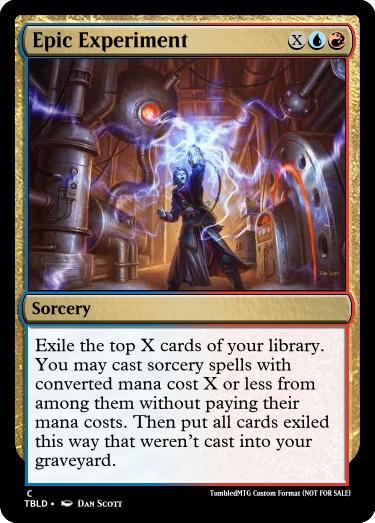 Epic Experiment X
Sorcery
Exile the top X cards of your library.
You may cast sorcery spells with
converted mana cost X or less from
among them without paying their
mana costs. Then put all cards exiled
this way that weren't cast into your
graveyard.
C
TBLD • DAN SCOTT
TumbledMTG Custom Format (NOT FOR SALE)